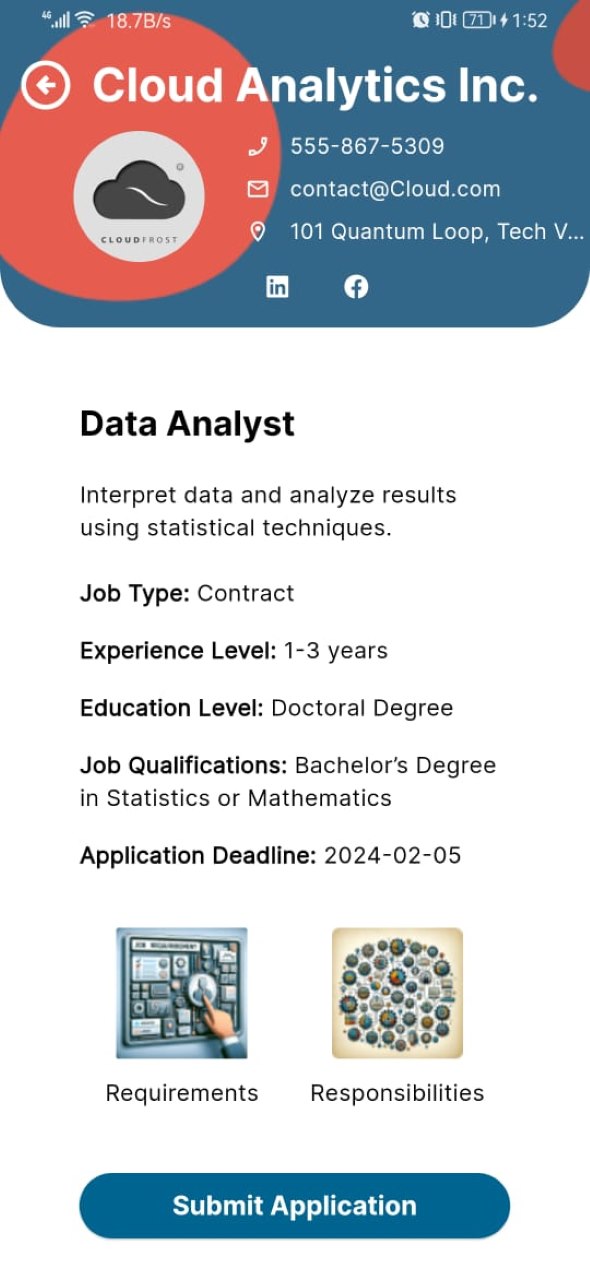 4G 18.7B/s 71 1:52
Cloud Analytics Inc.
555-867-5309
contact@Cloud.com
101 Quantum Loop, Tech V...
CLOUDFROST
Data Analyst
Interpret data and analyze results
using statistical techniques.
Job Type: Contract
Experience Level: 1-3 years
Education Level: Doctoral Degree
Job Qualifications: Bachelor’s Degree
in Statistics or Mathematics
Application Deadline: 2024-02-05
Requirements Responsibilities
Submit Application